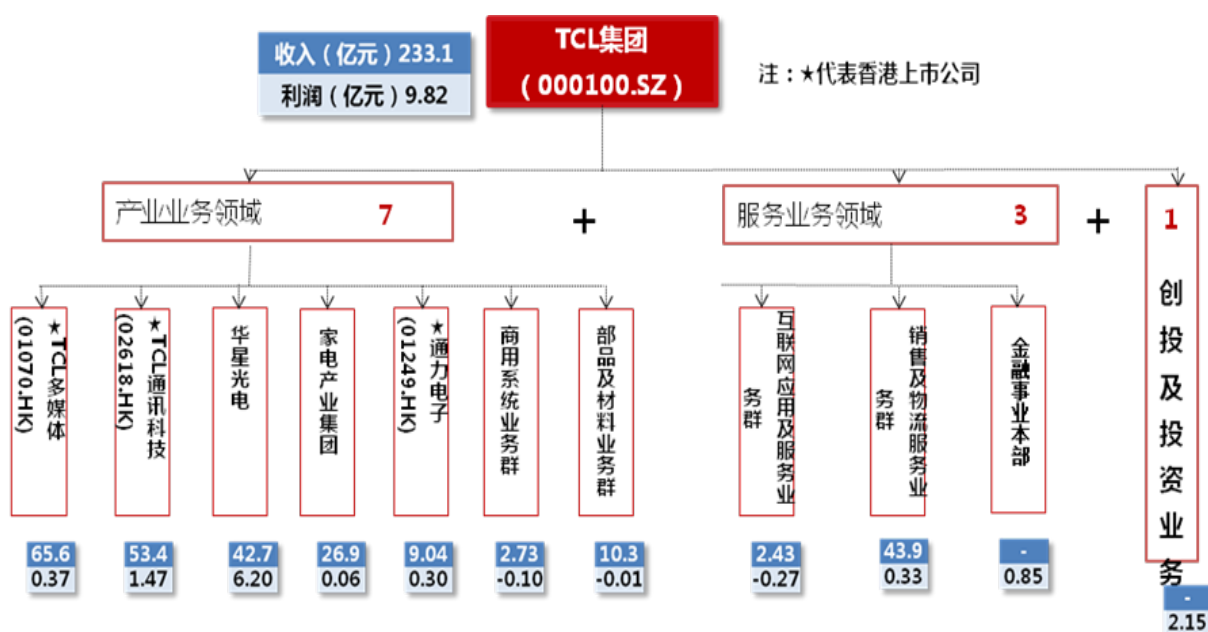 TCL集团
（000100.SZ）
收入（亿元）233.1
利润（亿元）9.82
注：★代表香港上市公司
产业业务领域 7
+
服务业务领域 3
+
1
创投及投资业务
★TCL多媒体
(01070.HK)
★TCL通讯科技
(02618.HK)
华星光电
家电产业集团
★通力电子
(01249.HK)
商用系统业务群
部品及材料业务群
互联网应用及服务业
务群
销售及物流服务业
务群
金融事业本部
65.6
0.37
53.4
1.47
42.7
6.20
26.9
0.06
9.04
0.30
2.73
-0.10
10.3
-0.01
2.43
-0.27
43.9
0.33
-
0.85
-
2.15